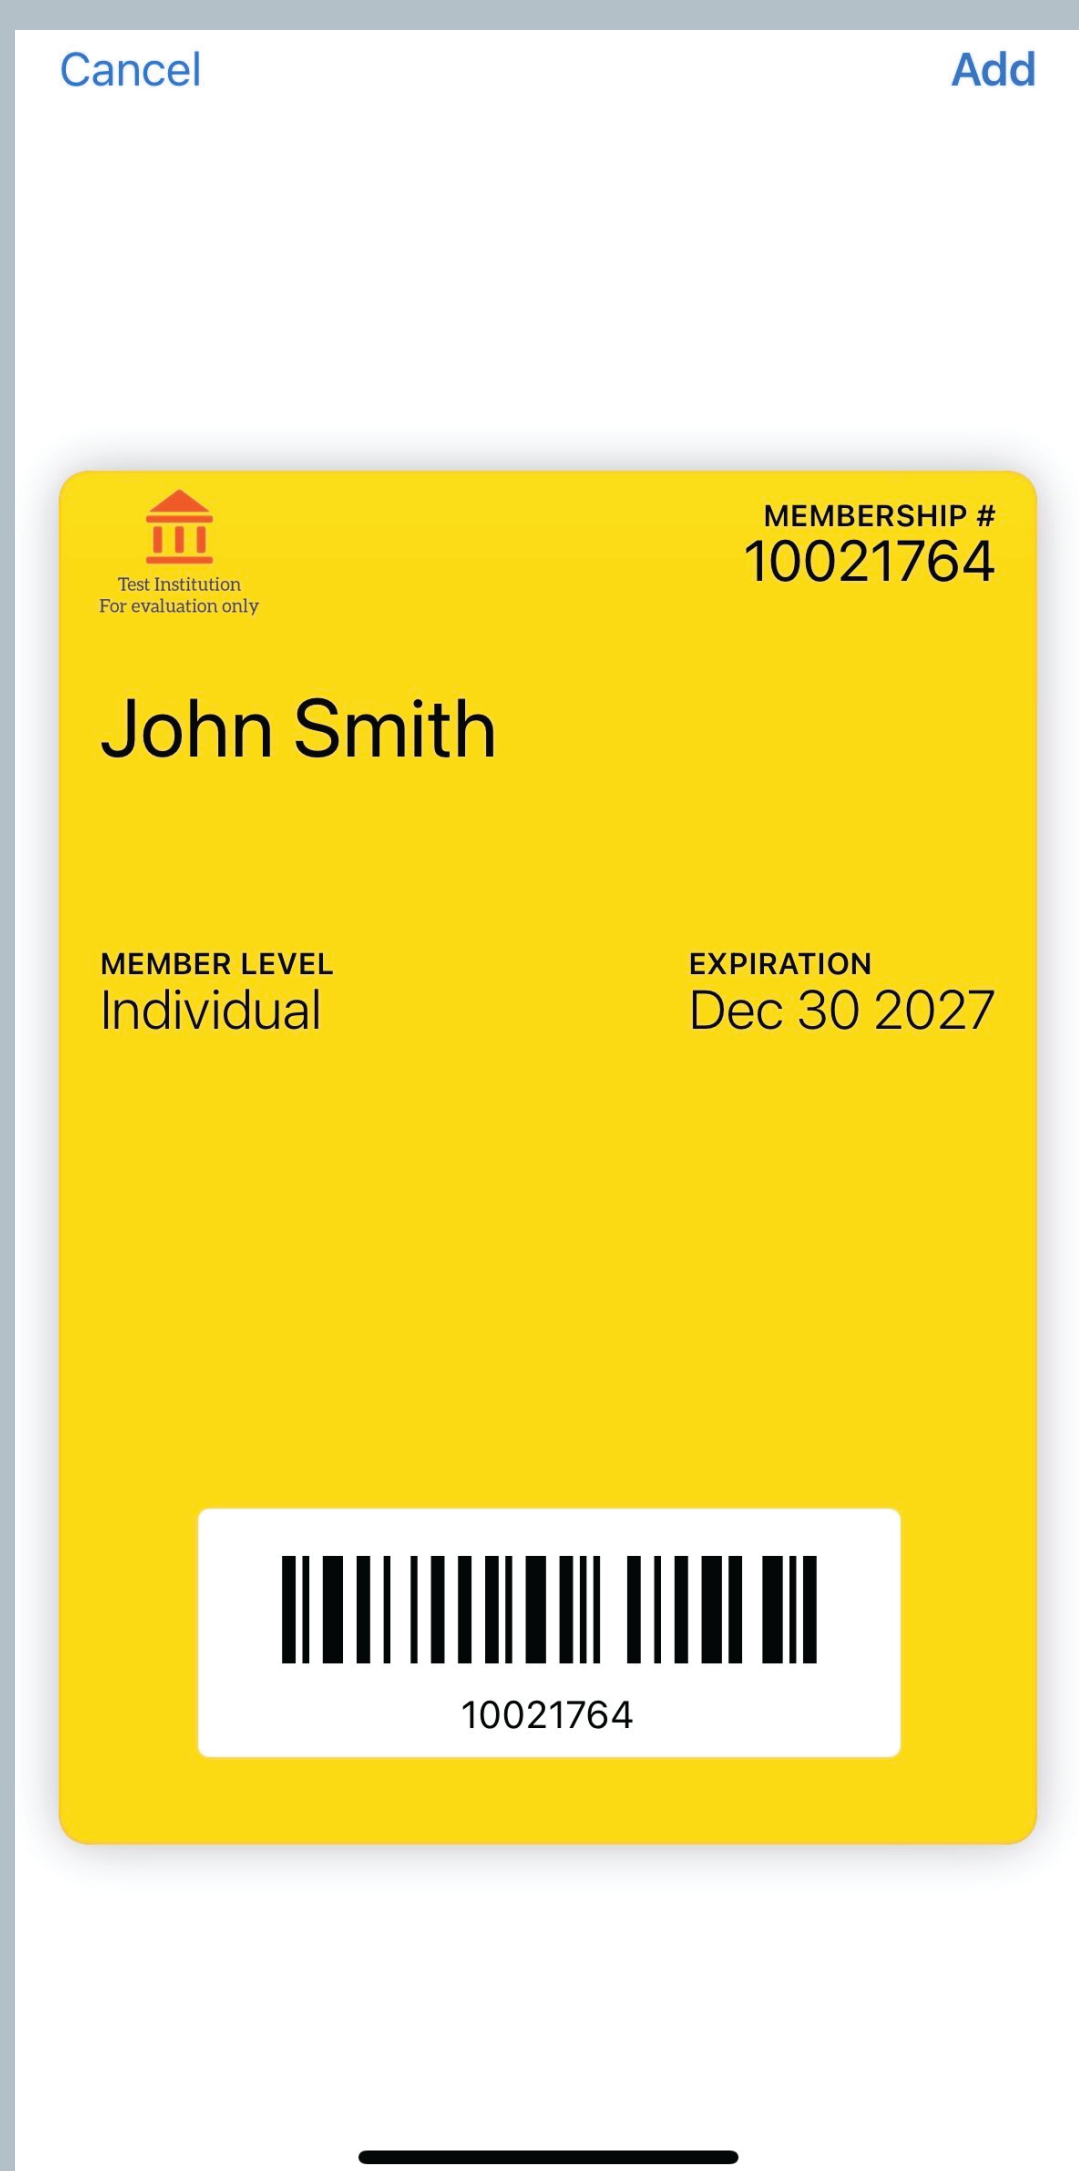 Cancel
Add
Test Institution
For evaluation only
MEMBERSHIP #
10021764
John Smith
MEMBER LEVEL
Individual
EXPIRATION
Dec 30 2027
10021764